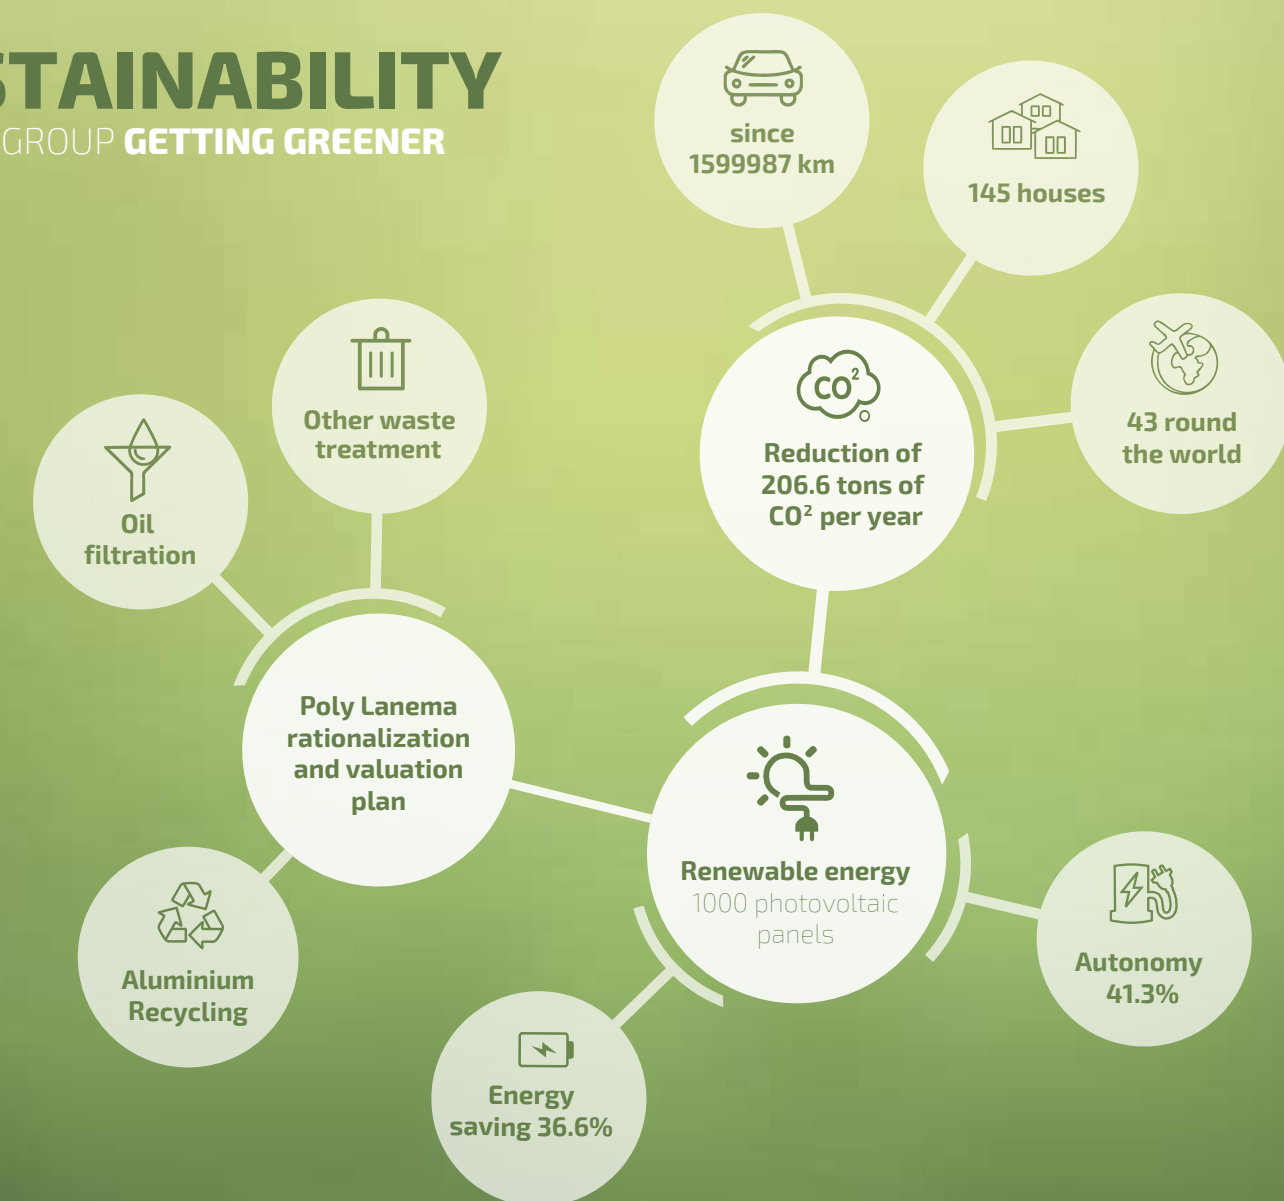 STAINABILITY
GROUP GETTING GREENER
since
1599987 km
145 houses
43 round
the world
CO²
Reduction of
206.6 tons of
CO² per year
Other waste
treatment
Oil
filtration
Poly Lanema
rationalization
and valuation
plan
Aluminium
Recycling
Renewable energy
1000 photovoltaic
panels
Autonomy
41.3%
Energy
saving 36.6%